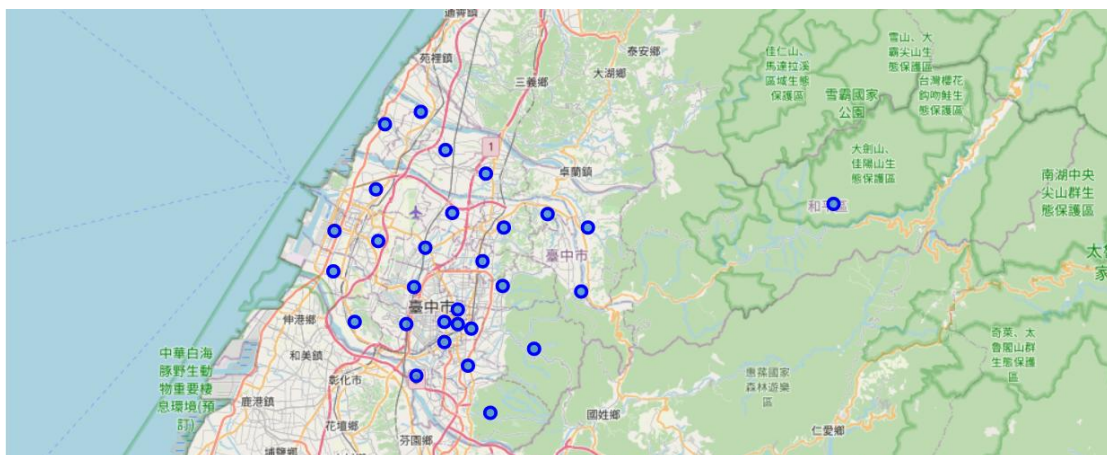 通霄鎮
苑裡鎮
泰安鄉
三義鄉
大湖鄉
佳仁山、
馬達拉溪
區域生態
保護區
雪山、大
霸尖山生
態保護區
台灣櫻花
鈎吻鮭生
態保護區
雪霸國家
公園
1
卓蘭鎮
大劍山、
佳陽山生
態保護區
南湖中央
尖山群生
態保護區
和平區
臺中市
太
家
臺中市
伸港鄉
和美鎮
中華白海
豚野生動
物重要棲
息環境(預
訂)
彰化市
鹿港鎮
花壇鄉
芬園鄉
埔鹽鄉
國姓鄉
惠蓀國家
森林遊樂
區
奇萊、太
魯閣山群
生態保護
區
仁愛鄉